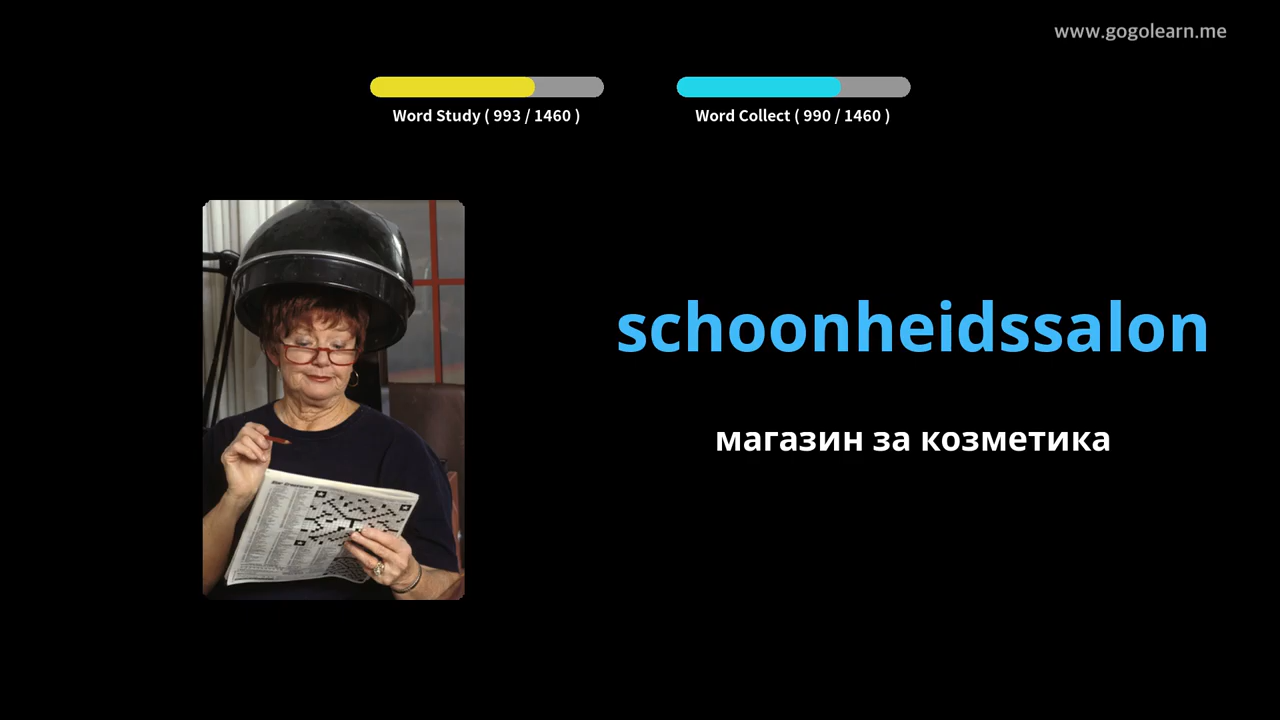 www.gogolearn.me
Word Study ( 993 / 1460 )
Word Collect ( 990 / 1460 )
schoonheidssalon
магазин за козметика